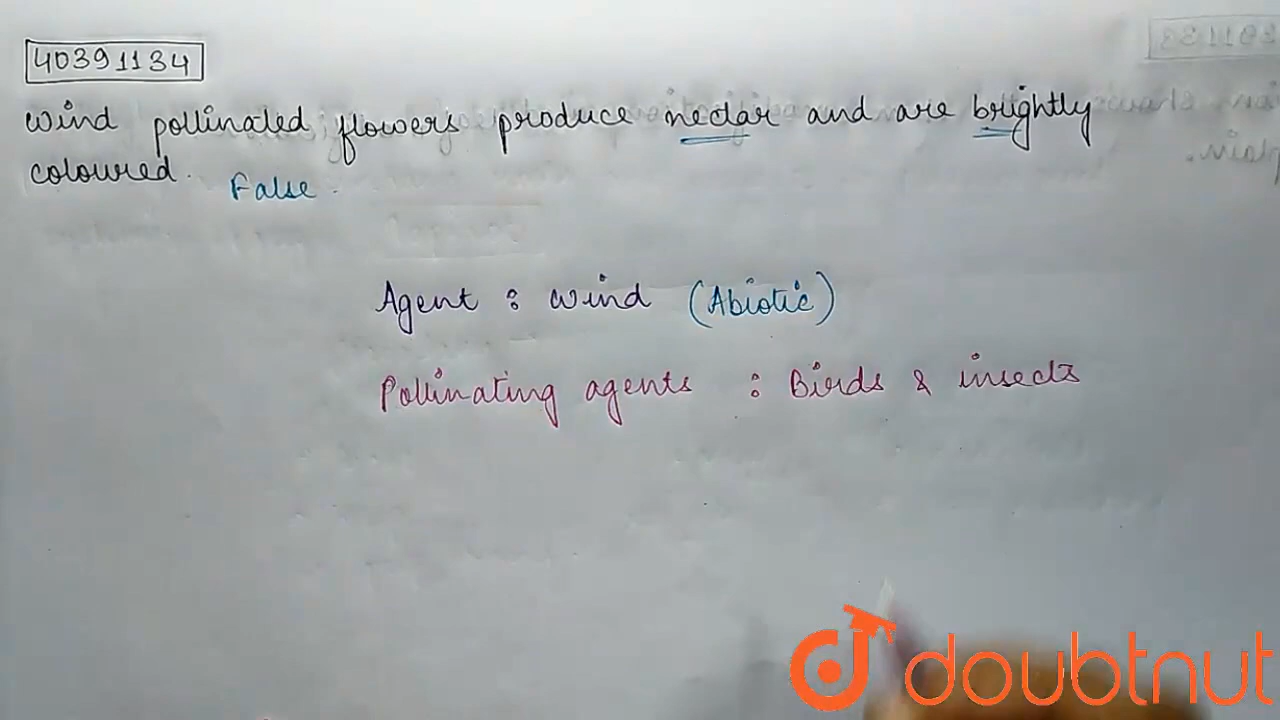 40391134
Wind pollinated flowers produce nectar and are brightly
coloured. False.
Agent : Wind (Abiotic)
Pollinating agents : Birds & insects
doubtnut